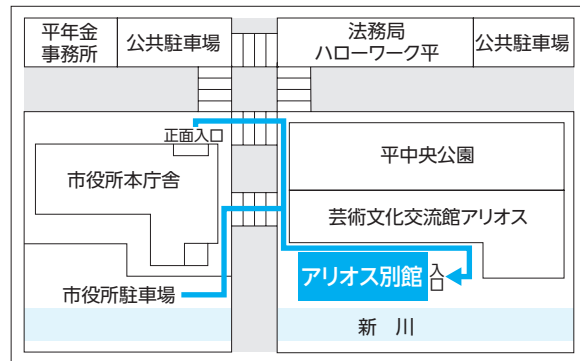 平年金
事務所
公共駐車場
法務局
ハローワーク平
公共駐車場
正面入口
市役所本庁舎
平中央公園
芸術文化交流館アリオス
アリオス別館
入口
市役所駐車場
新川